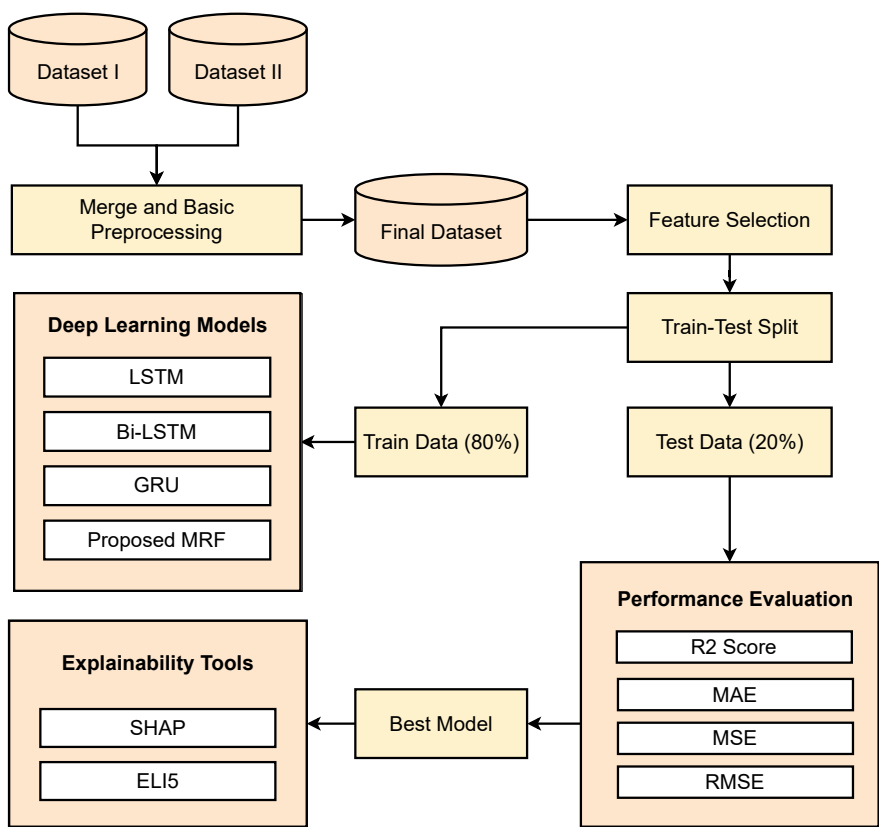 Dataset I
Dataset II
Merge and Basic
Preprocessing
Final Dataset
Feature Selection
Train-Test Split
Train Data (80%)
Test Data (20%)
Deep Learning Models
LSTM
Bi-LSTM
GRU
Proposed MRF
Performance Evaluation
R2 Score
MAE
MSE
RMSE
Best Model
Explainability Tools
SHAP
ELI5